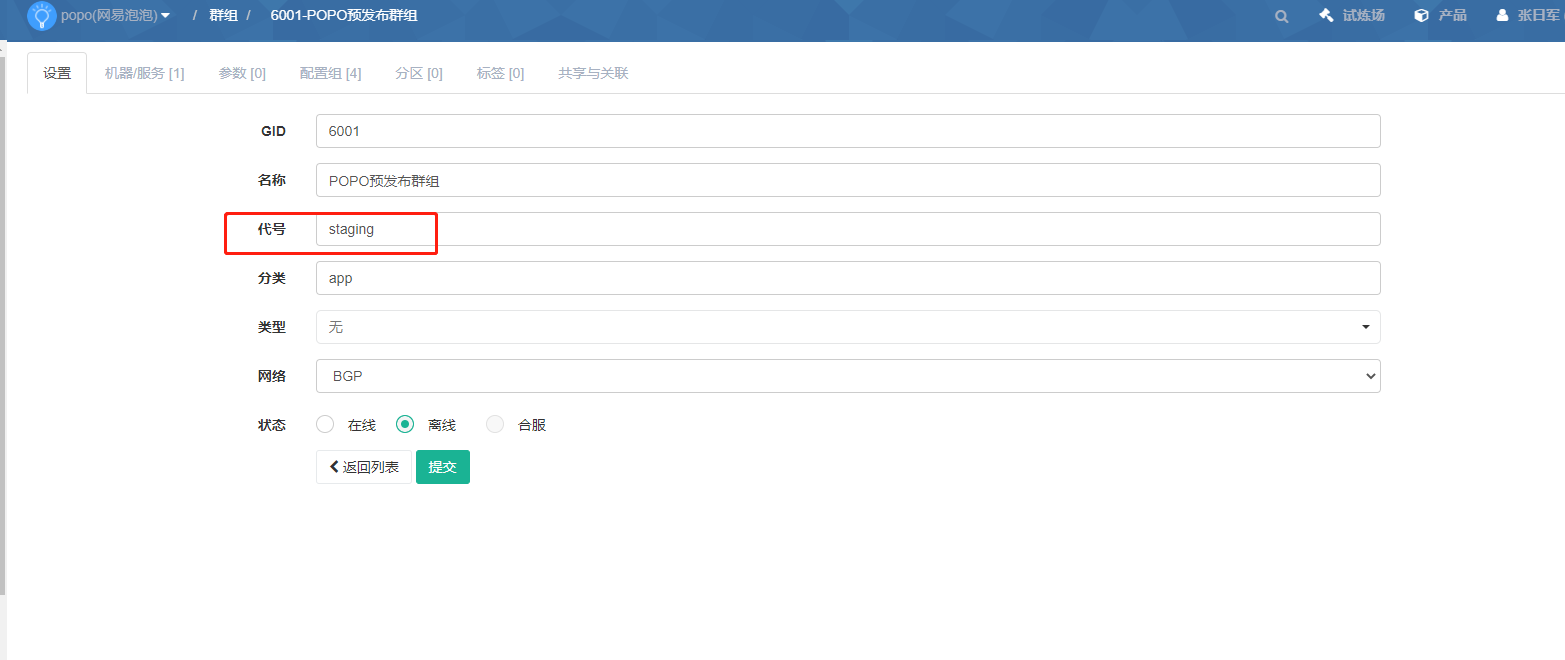 popo(网易泡泡) / 群组 / 6001-POPO预发布群组 试炼场 产品 张日军
设置 机器/服务 [1] 参数 [0] 配置组 [4] 分区 [0] 标签 [0] 共享与关联
GID 6001
名称 POPO预发布群组
代号 staging
分类 app
类型 无
网络 BGP
状态 在线 离线 合服
返回列表 提交